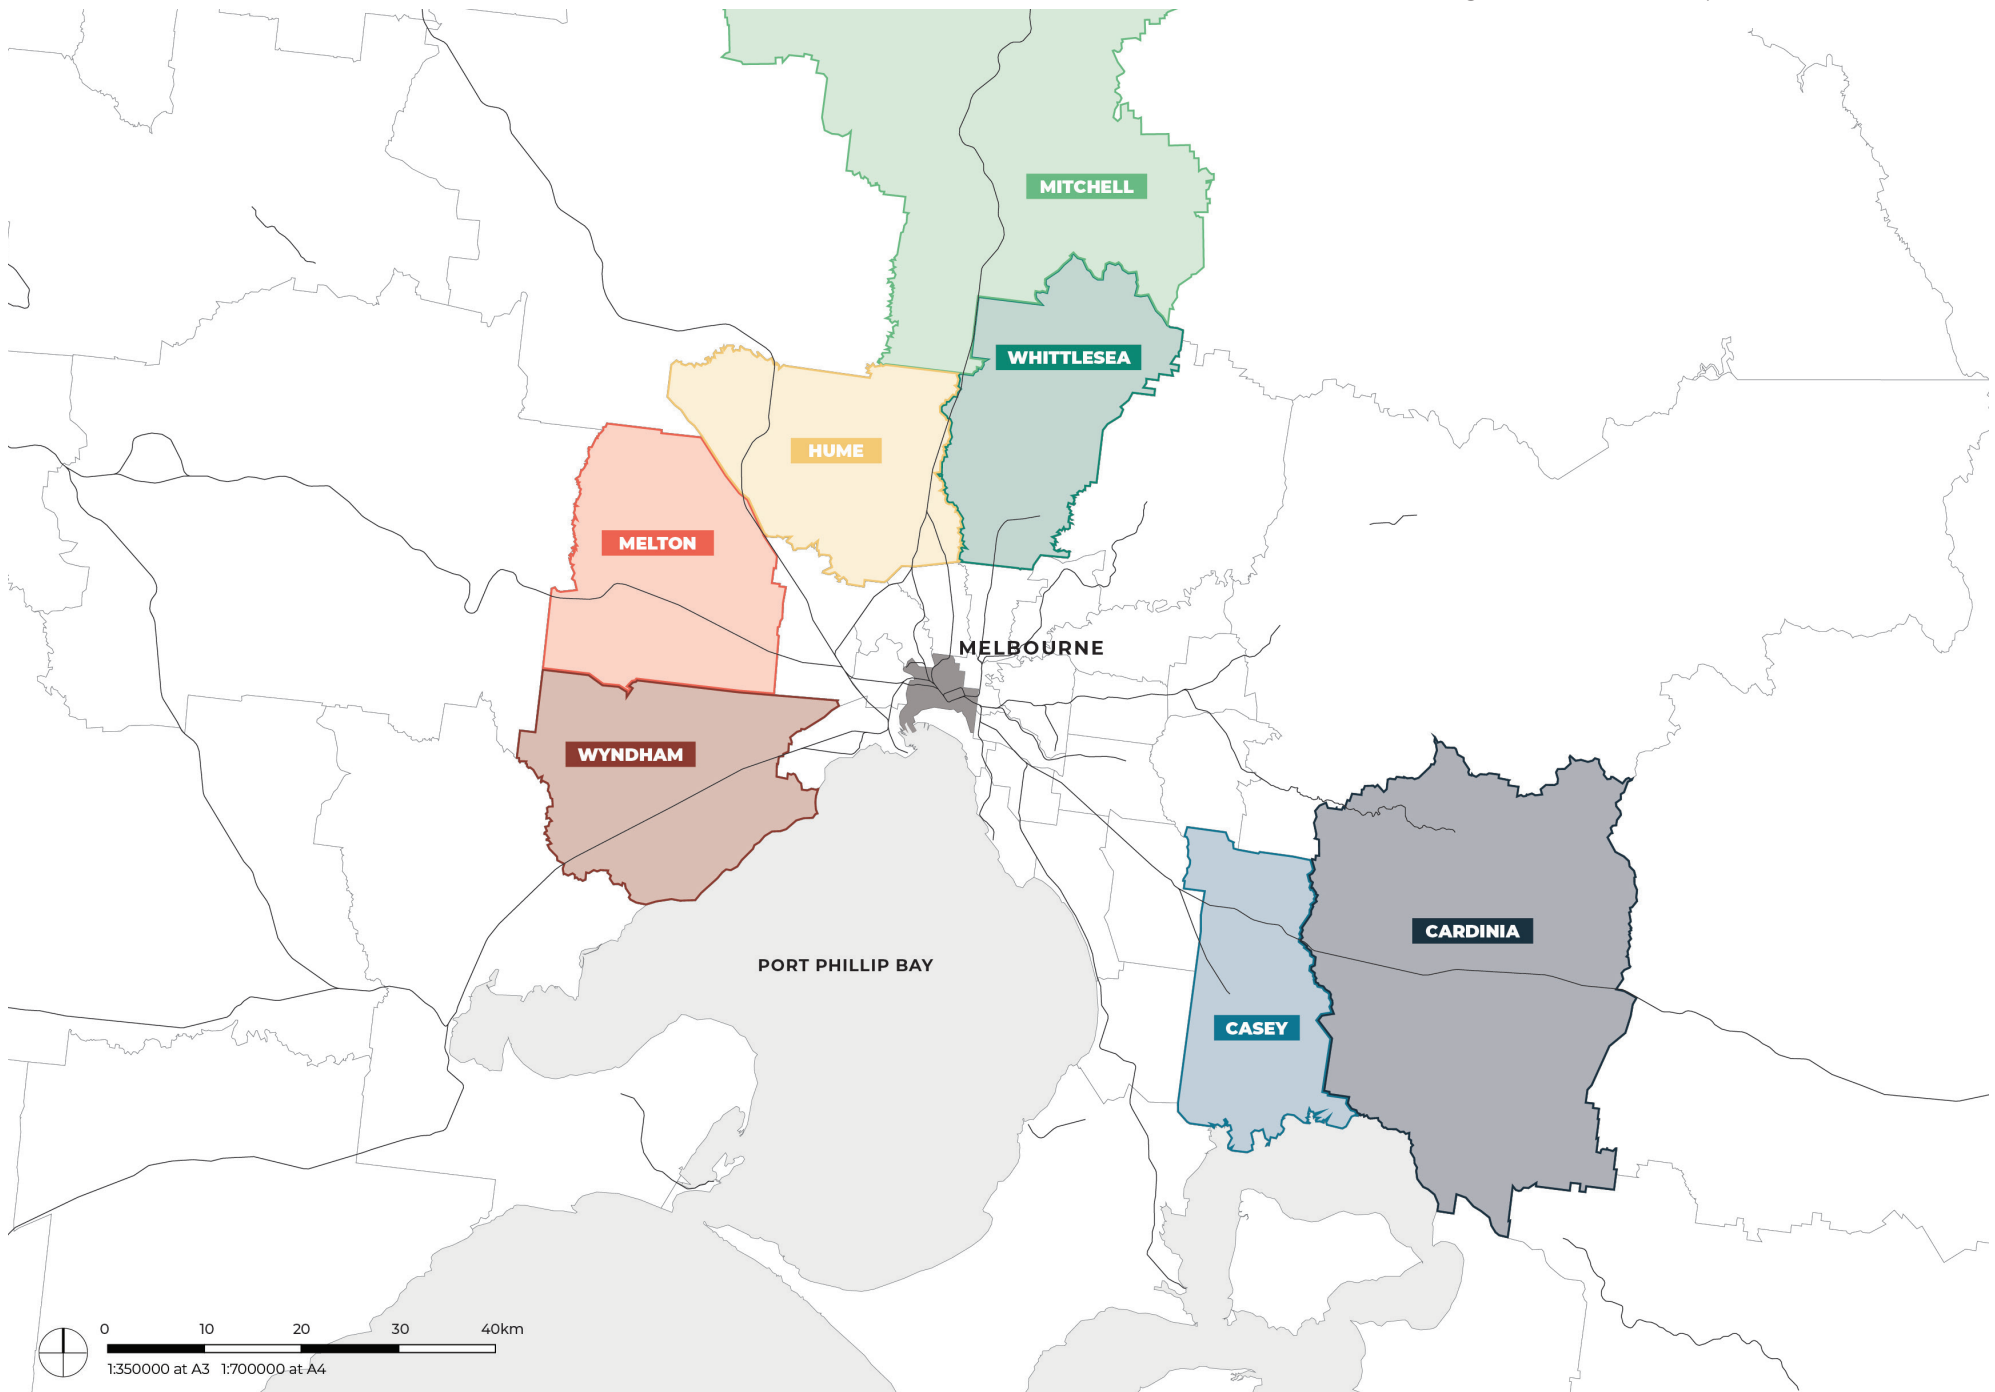 MITCHELL
WHITTLESEA
HUME
MELTON
MELBOURNE
WYNDHAM
CARDINIA
PORT PHILLIP BAY
CASEY
0 10 20 30 40km
1:350000 at A3 1:700000 at A4